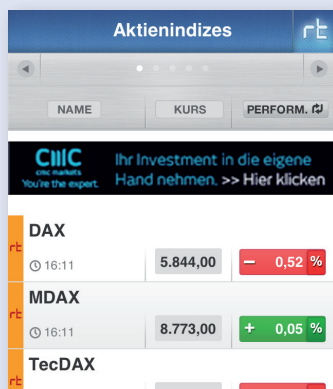 Aktienindizes rt
NAME KURS PERFORM.
CMC
cmc markets
You're the expert.
Ihr Investment in die eigene
Hand nehmen. >> Hier klicken
DAX
rt
16:11 5.844,00 − 0,52 %
MDAX
rt
16:11 8.773,00 + 0,05 %
TecDAX
rt